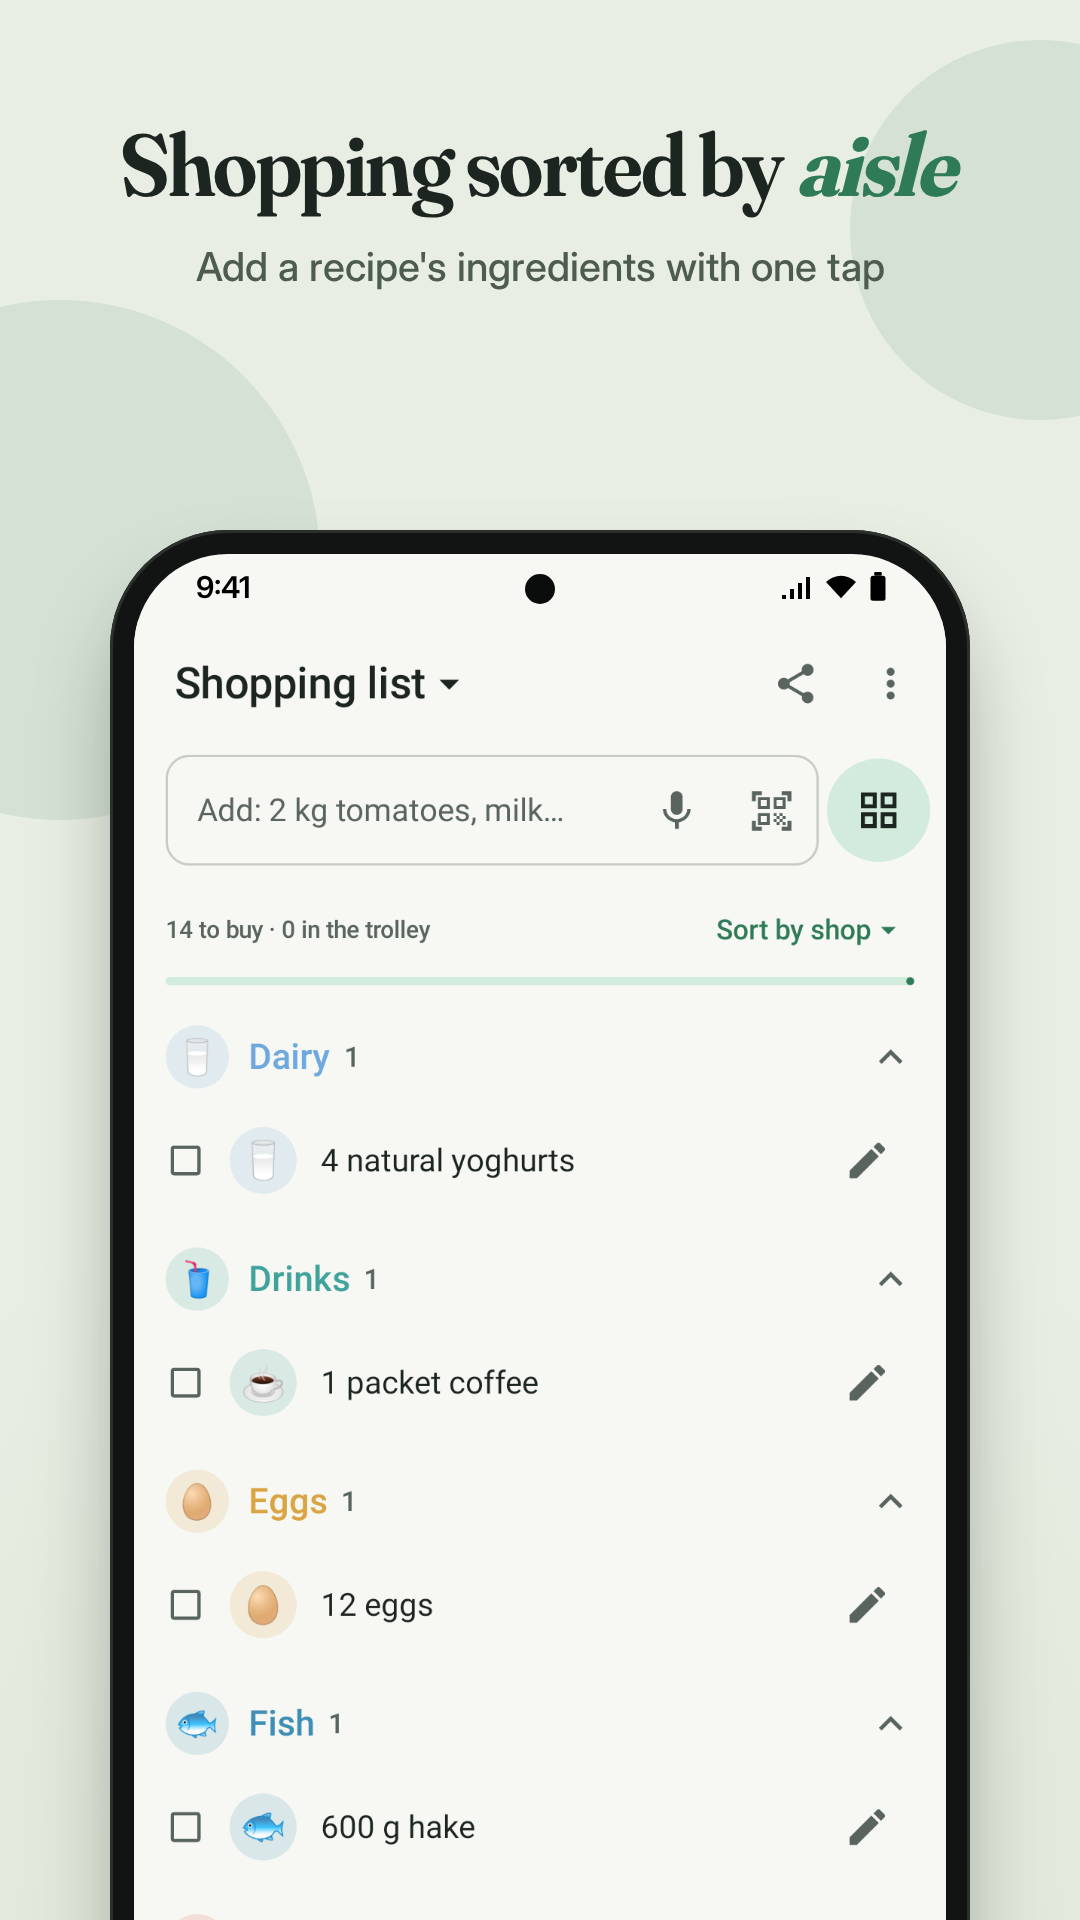 Shopping sorted by aisle
Add a recipe's ingredients with one tap
9:41
Shopping list
Add: 2 kg tomatoes, milk...
14 to buy · 0 in the trolley
Sort by shop
Dairy 1
4 natural yoghurts
Drinks 1
1 packet coffee
Eggs 1
12 eggs
Fish 1
600 g hake